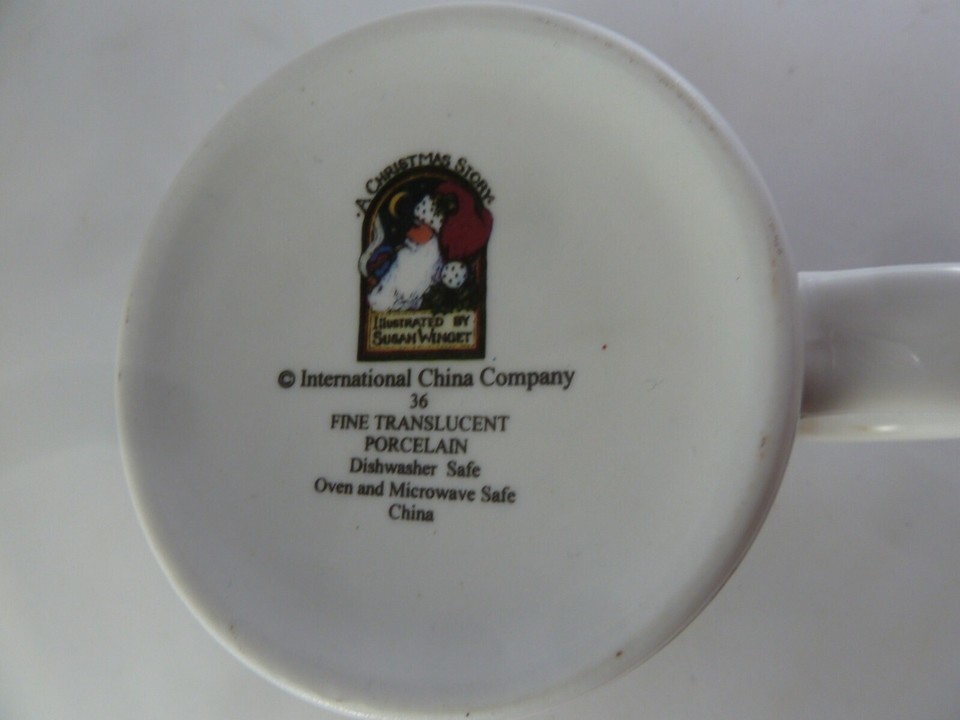 A CHRISTMAS STORY
ILLUSTRATED BY
SUSAN WINGET
© International China Company
36
FINE TRANSLUCENT
PORCELAIN
Dishwasher Safe
Oven and Microwave Safe
China